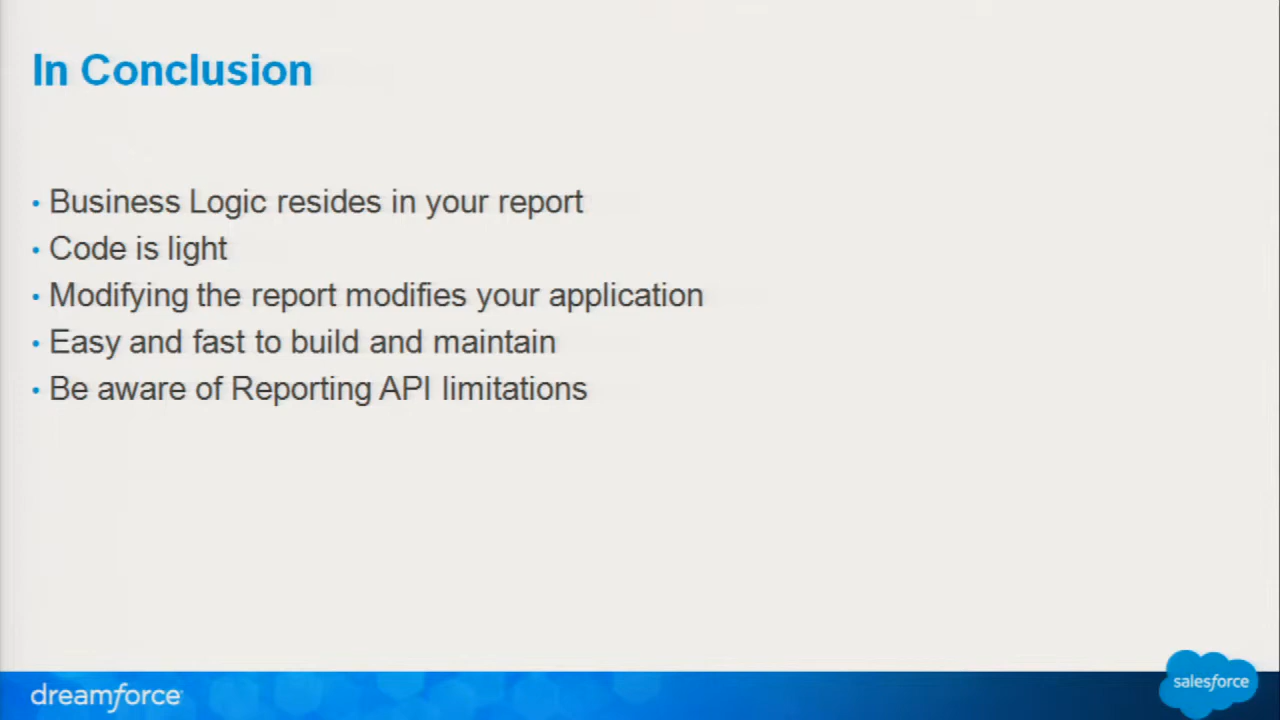 In Conclusion
• Business Logic resides in your report
• Code is light
• Modifying the report modifies your application
• Easy and fast to build and maintain
• Be aware of Reporting API limitations
dreamforce
salesforce